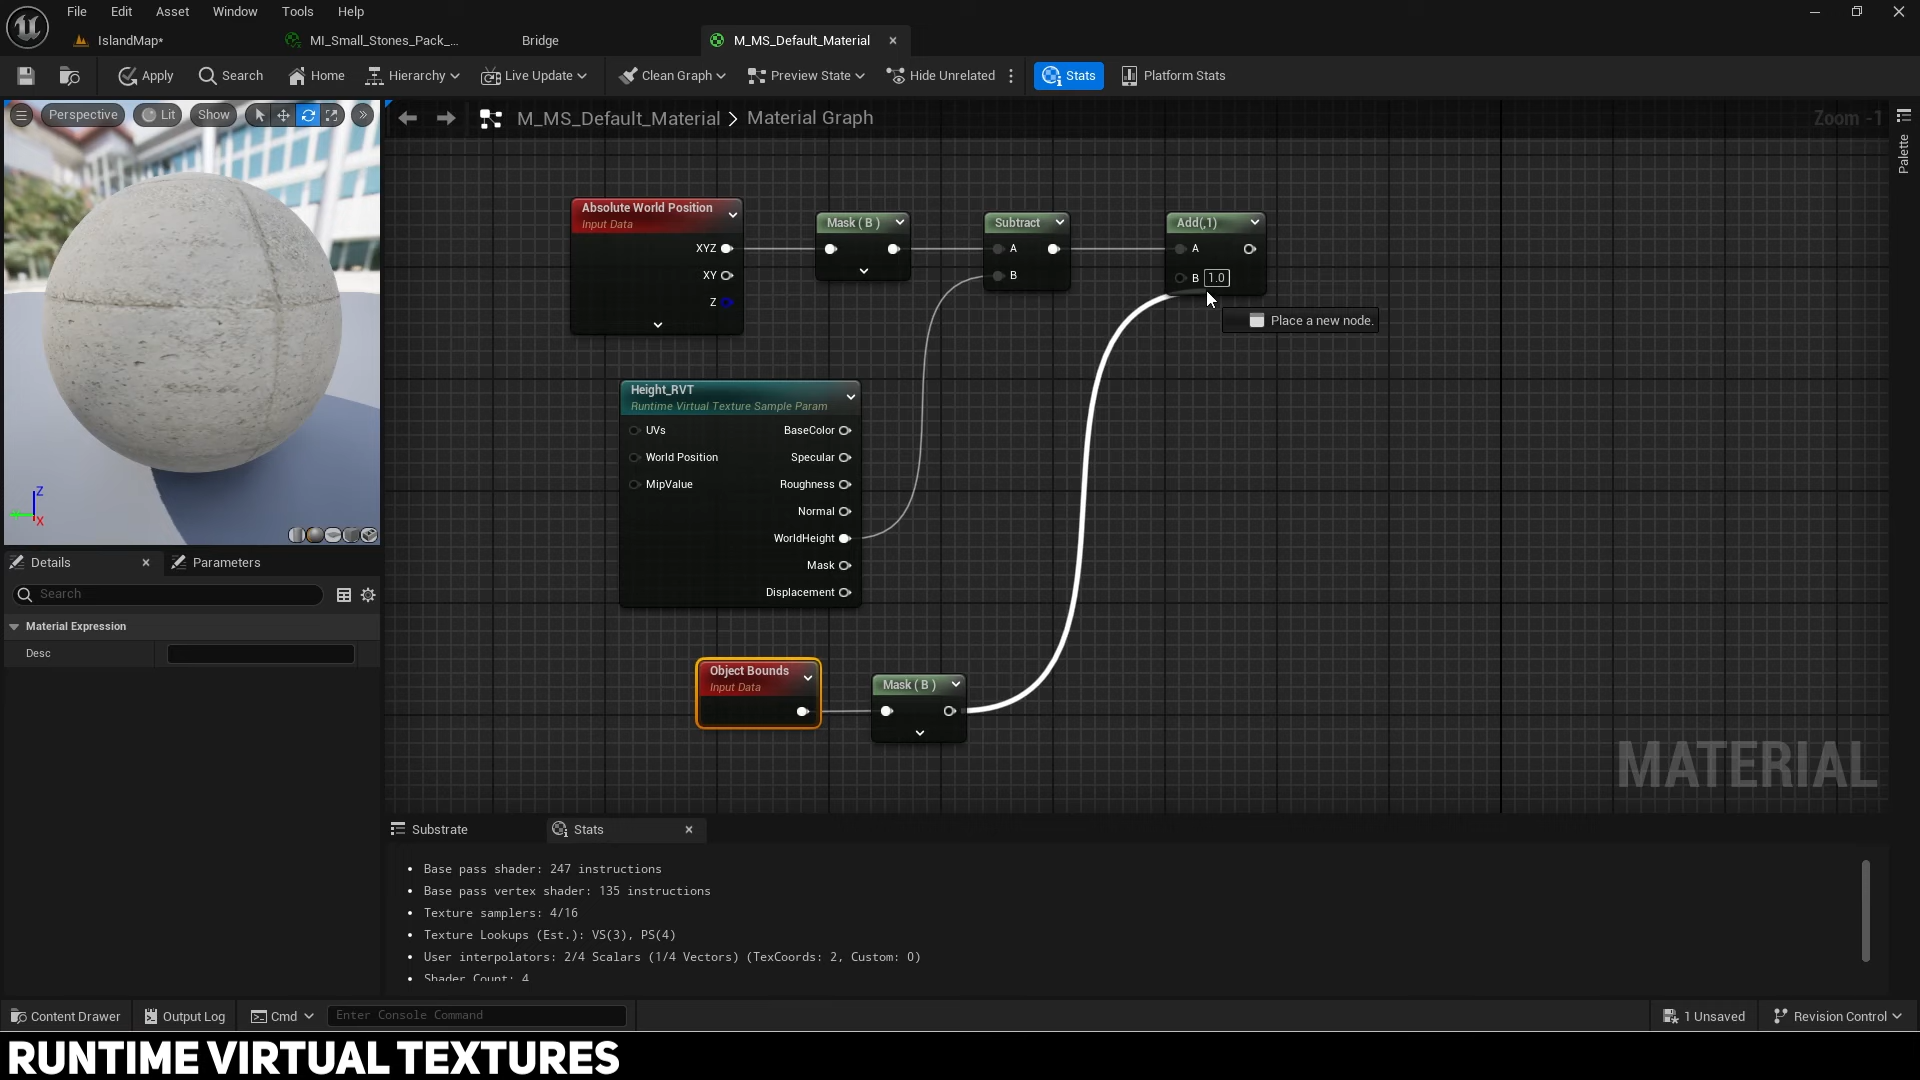 File Edit Asset Window Tools Help
IslandMap* MI_Small_Stones_Pack_... Bridge M_MS_Default_Material
Apply Search Home Hierarchy Live Update Clean Graph Preview State Hide Unrelated Stats Platform Stats
Perspective Lit Show
M_MS_Default_Material > Material Graph
Zoom -1
Palette
Absolute World Position
Input Data
XYZ
XY
Z
Mask ( B )
Subtract
A
B
Add(,1)
A
B 1.0
Place a new node.
Height_RVT
Runtime Virtual Texture Sample Param
UVs BaseColor
World Position Specular
MipValue Roughness
Normal
WorldHeight
Mask
Displacement
Object Bounds
Input Data
Mask ( B )
MATERIAL
Z
X
Details Parameters
Search
Material Expression
Desc
Substrate Stats
• Base pass shader: 247 instructions
• Base pass vertex shader: 135 instructions
• Texture samplers: 4/16
• Texture Lookups (Est.): VS(3), PS(4)
• User interpolators: 2/4 Scalars (1/4 Vectors) (TexCoords: 2, Custom: 0)
• Shader Count: 4
Content Drawer Output Log Cmd Enter Console Command 1 Unsaved Revision Control
RUNTIME VIRTUAL TEXTURES